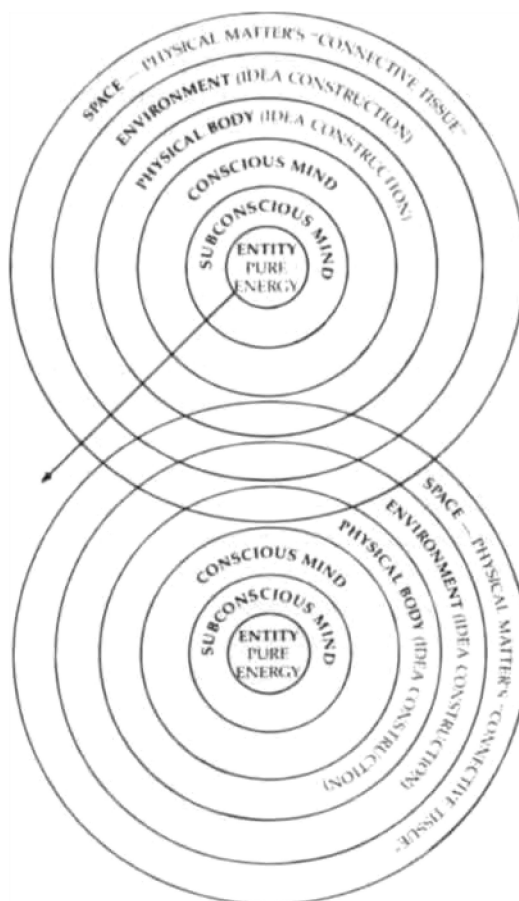 SPACE — PHYSICAL MATTER'S "CONNECTIVE TISSUE"
ENVIRONMENT (IDEA CONSTRUCTION)
PHYSICAL BODY (IDEA CONSTRUCTION)
CONSCIOUS MIND
SUBCONSCIOUS MIND
ENTITY
PURE
ENERGY
SPACE — PHYSICAL MATTER'S "CONNECTIVE TISSUE"
ENVIRONMENT (IDEA CONSTRUCTION)
PHYSICAL BODY (IDEA CONSTRUCTION)
CONSCIOUS MIND
SUBCONSCIOUS MIND
ENTITY
PURE
ENERGY